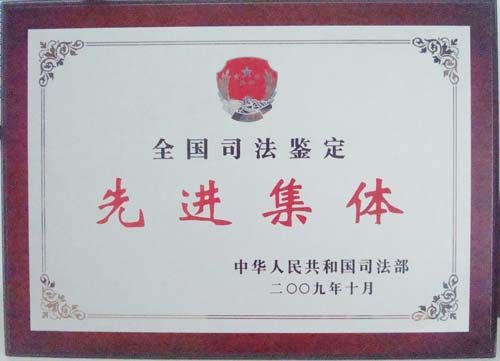 全国司法鉴定
先进集体
中华人民共和国司法部
二〇〇九年十月